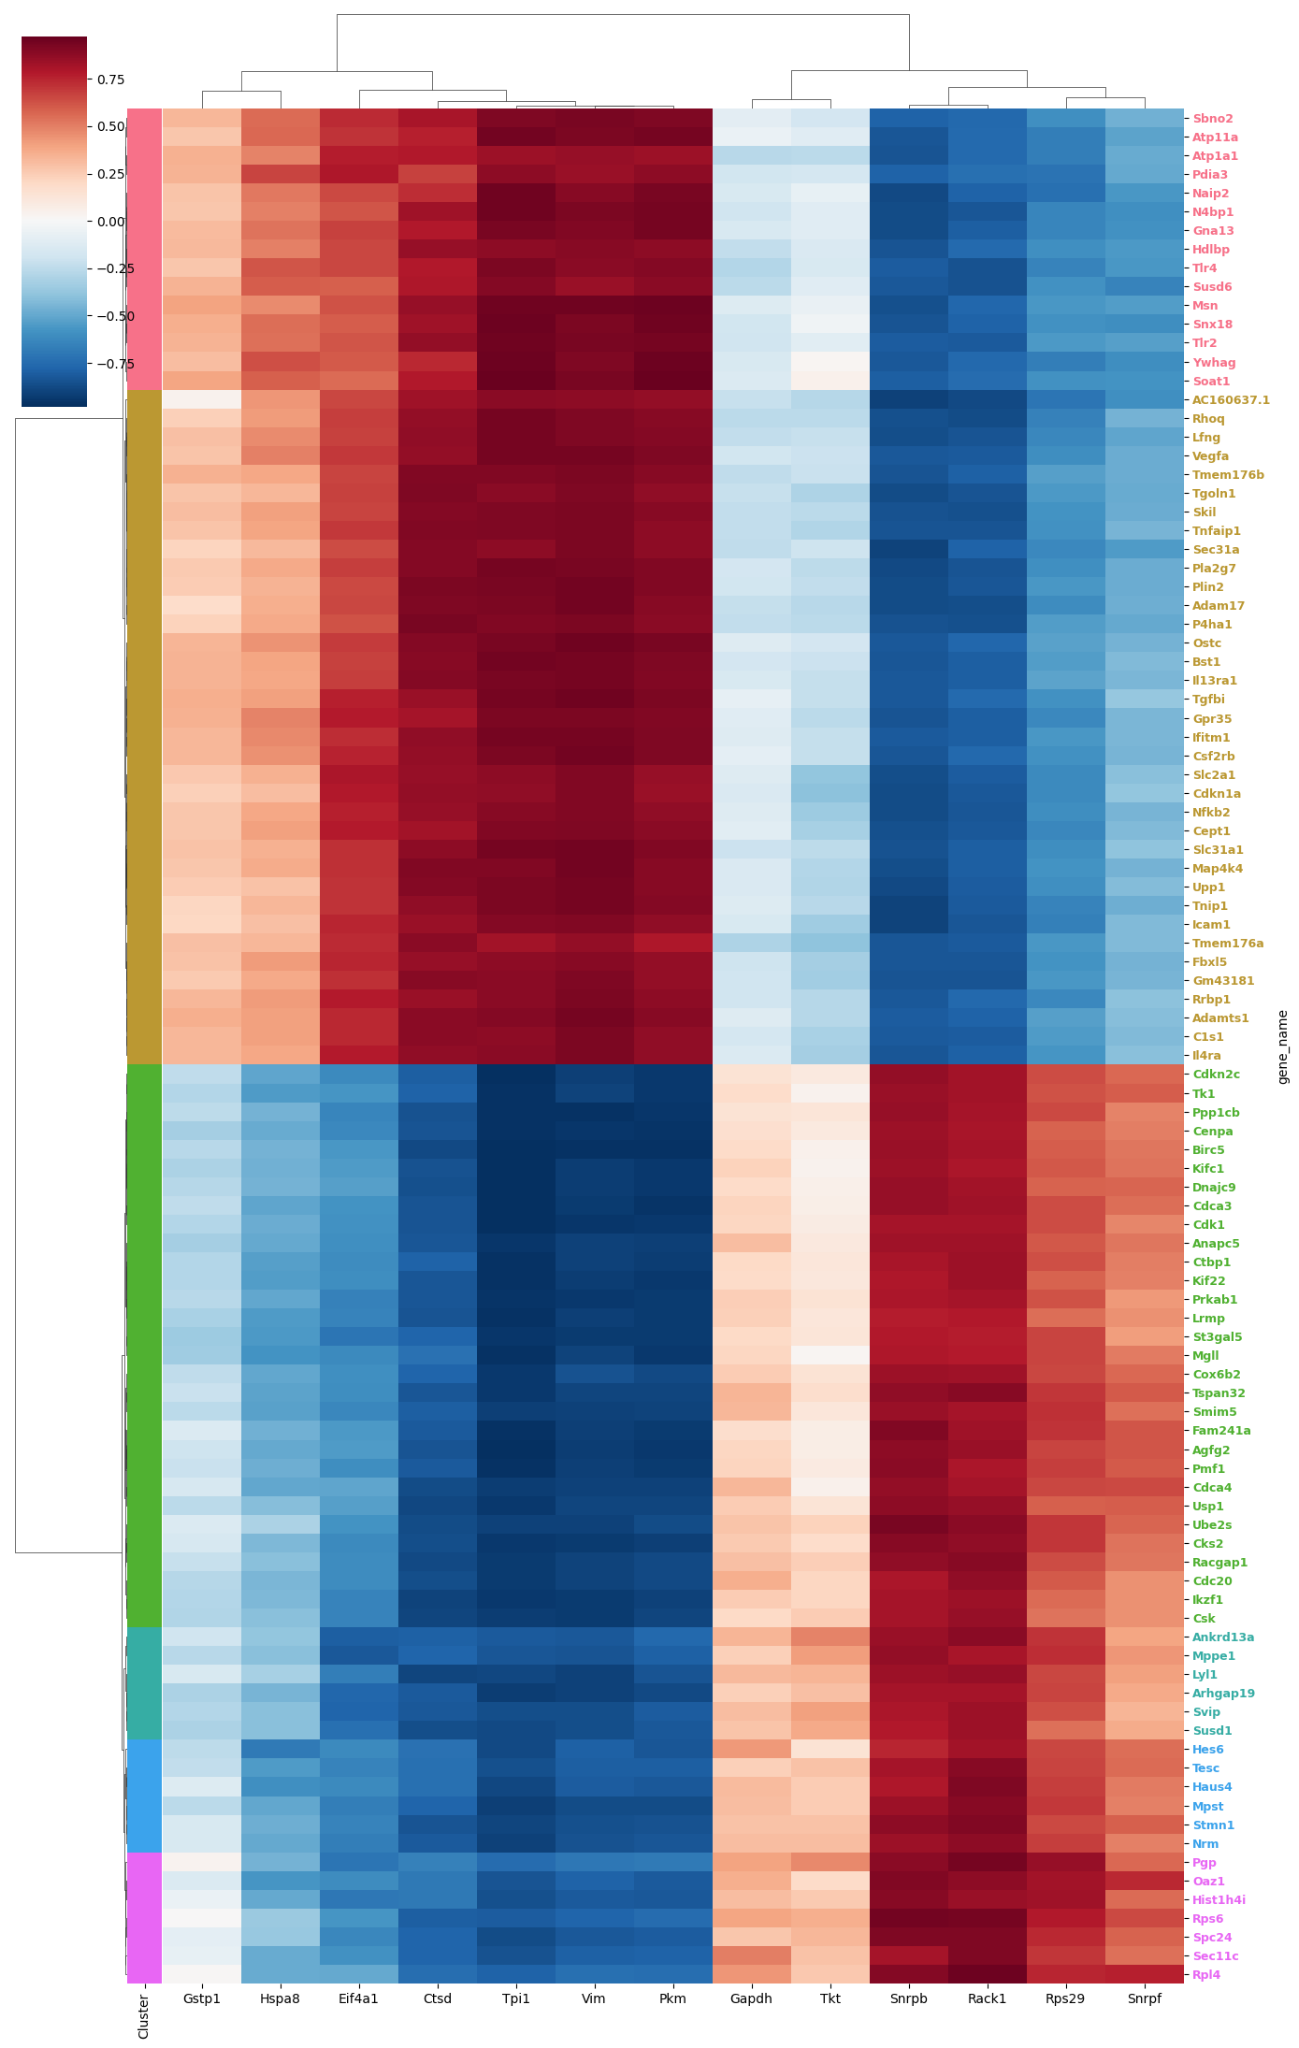 0.75
0.50
0.25
0.00
−0.25
−0.50
−0.75
Sbno2
Atp11a
Atp1a1
Pdia3
Naip2
N4bp1
Gna13
Hdlbp
Tlr4
Susd6
Msn
Snx18
Tlr2
Ywhag
Soat1
AC160637.1
Rhoq
Lfng
Vegfa
Tmem176b
Tgoln1
Skil
Tnfaip1
Sec31a
Pla2g7
Plin2
Adam17
P4ha1
Ostc
Bst1
Il13ra1
Tgfbi
Gpr35
Ifitm1
Csf2rb
Slc2a1
Cdkn1a
Nfkb2
Cept1
Slc31a1
Map4k4
Upp1
Tnip1
Icam1
Tmem176a
Fbxl5
Gm43181
Rrbp1
Adamts1
C1s1
Il4ra
Cdkn2c
Tk1
Ppp1cb
Cenpa
Birc5
Kifc1
Dnajc9
Cdca3
Cdk1
Anapc5
Ctbp1
Kif22
Prkab1
Lrmp
St3gal5
Mgll
Cox6b2
Tspan32
Smim5
Fam241a
Agfg2
Pmf1
Cdca4
Usp1
Ube2s
Cks2
Racgap1
Cdc20
Ikzf1
Csk
Ankrd13a
Mppe1
Lyl1
Arhgap19
Svip
Susd1
Hes6
Tesc
Haus4
Mpst
Stmn1
Nrm
Pgp
Oaz1
Hist1h4i
Rps6
Spc24
Sec11c
Rpl4
gene_name
Cluster Gstp1 Hspa8 Eif4a1 Ctsd Tpi1 Vim Pkm Gapdh Tkt Snrpb Rack1 Rps29 Snrpf